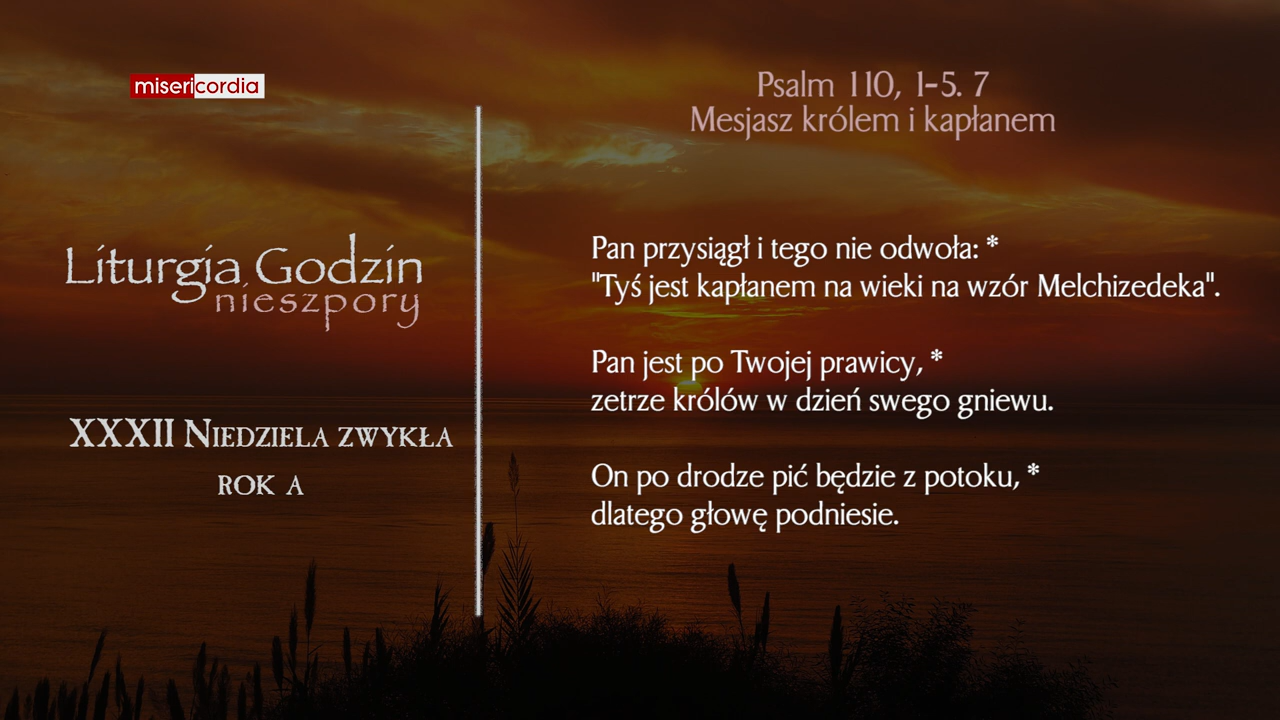 misericordia
Liturgia Godzin
nieszpory
XXXII Niedziela zwykła
rok A
Psalm 110, 1-5. 7
Mesjasz królem i kapłanem
Pan przysiągł i tego nie odwoła: *
"Tyś jest kapłanem na wieki na wzór Melchizedeka".
Pan jest po Twojej prawicy, *
zetrze królów w dzień swego gniewu.
On po drodze pić będzie z potoku, *
dlatego głowę podniesie.